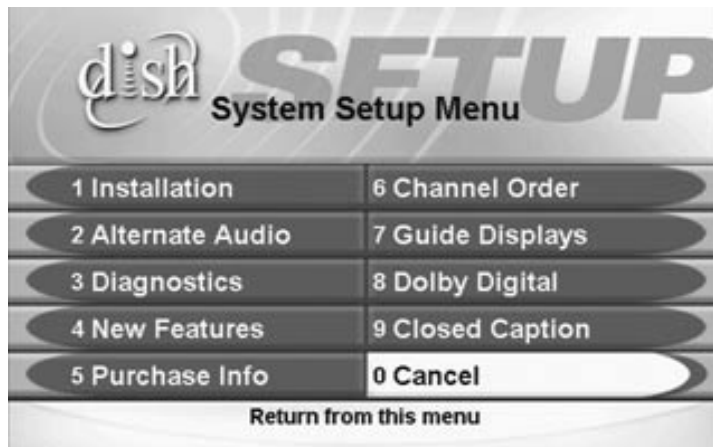 dish
SETUP
System Setup Menu
1 Installation
6 Channel Order
2 Alternate Audio
7 Guide Displays
3 Diagnostics
8 Dolby Digital
4 New Features
9 Closed Caption
5 Purchase Info
0 Cancel
Return from this menu